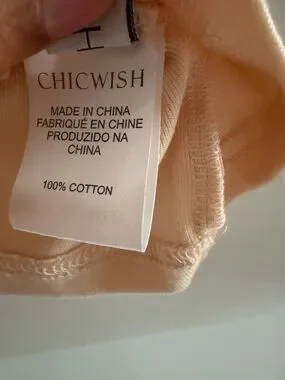 CHICWISH
MADE IN CHINA
FABRIQUÉ EN CHINE
PRODUZIDO NA
CHINA
100% COTTON